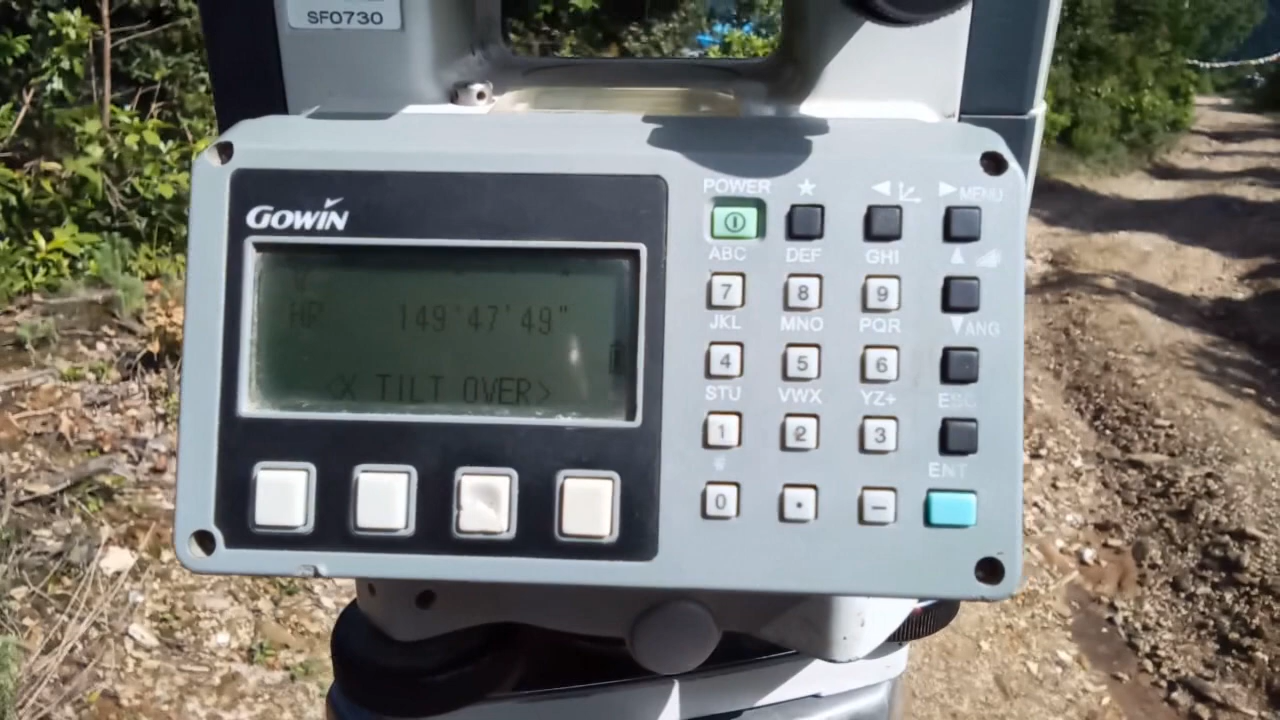 SF0730
GOWIN
V
HR 149°47'49"
<X TILT OVER>
POWER ★ ◀ ▶ MENU
ABC DEF GHI ▲
7 8 9
JKL MNO PQR ▼ ANG
4 5 6
STU VWX YZ+ ESC
1 2 3
ENT
0 . −